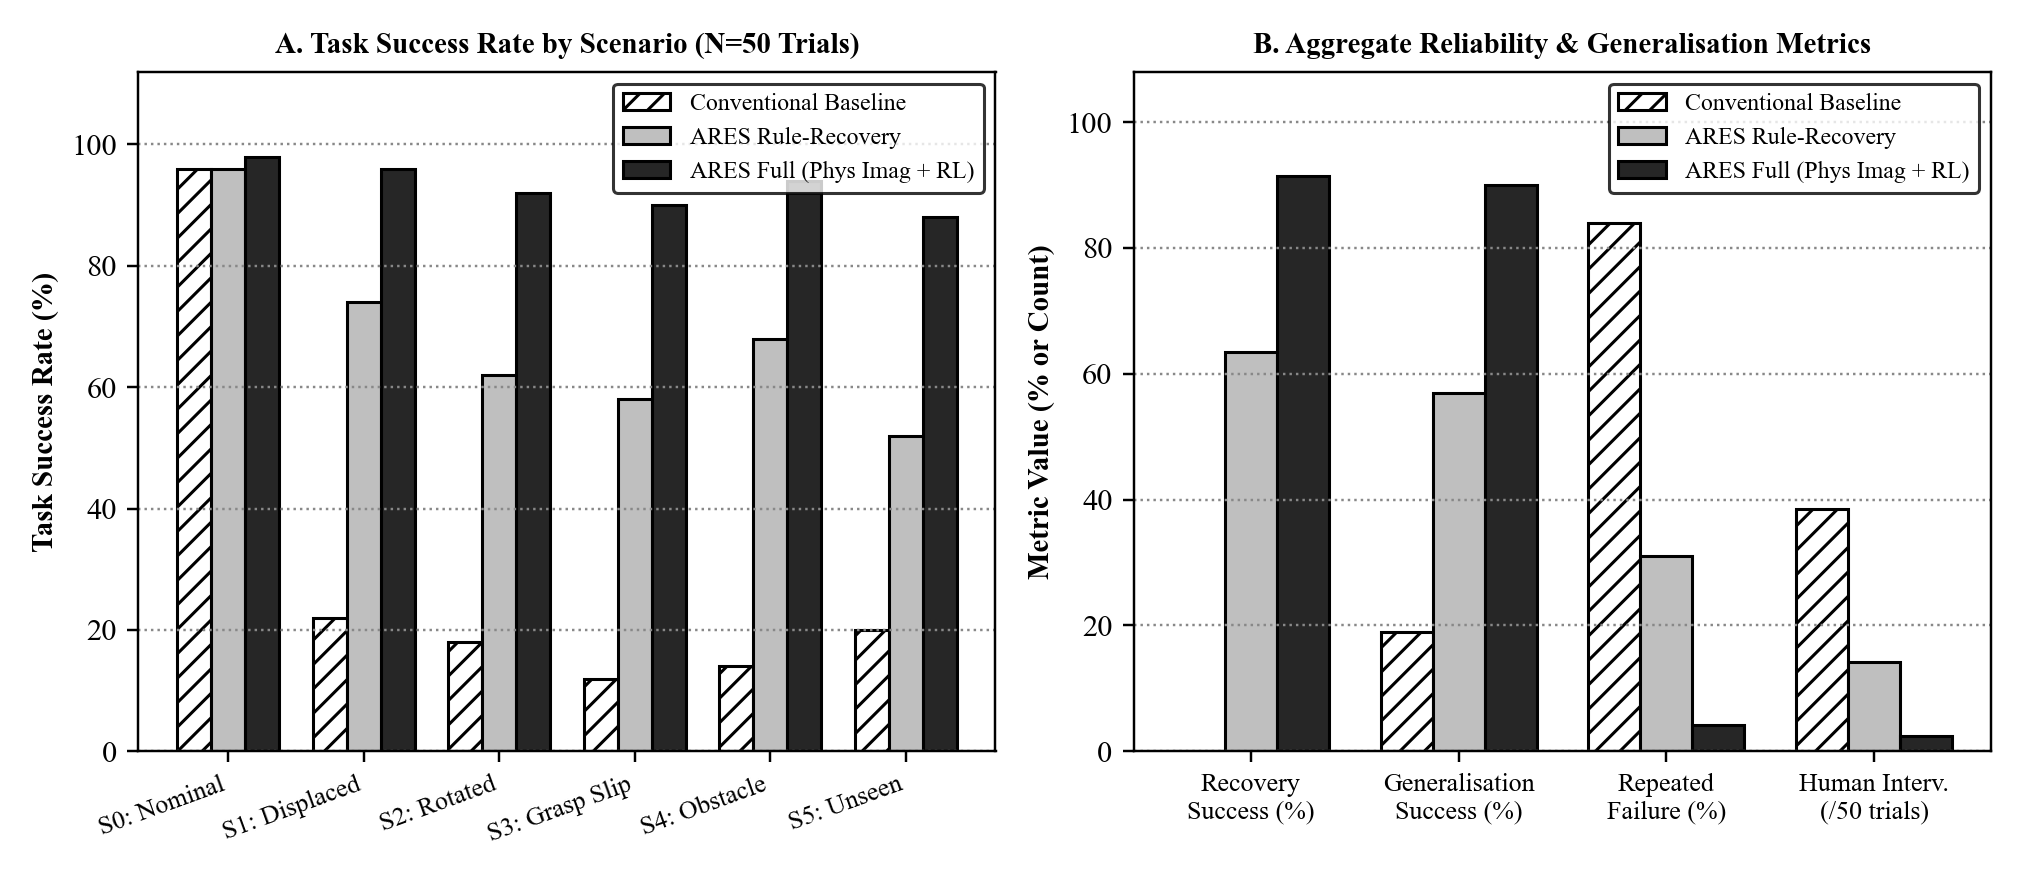 A. Task Success Rate by Scenario (N=50 Trials)
Conventional Baseline
ARES Rule-Recovery
ARES Full (Phys Imag + RL)
Task Success Rate (%)
100
80
60
40
20
0
S0: Nominal
S1: Displaced
S2: Rotated
S3: Grasp Slip
S4: Obstacle
S5: Unseen
B. Aggregate Reliability & Generalisation Metrics
Conventional Baseline
ARES Rule-Recovery
ARES Full (Phys Imag + RL)
Metric Value (% or Count)
100
80
60
40
20
0
Recovery
Success (%)
Generalisation
Success (%)
Repeated
Failure (%)
Human Interv.
(/50 trials)